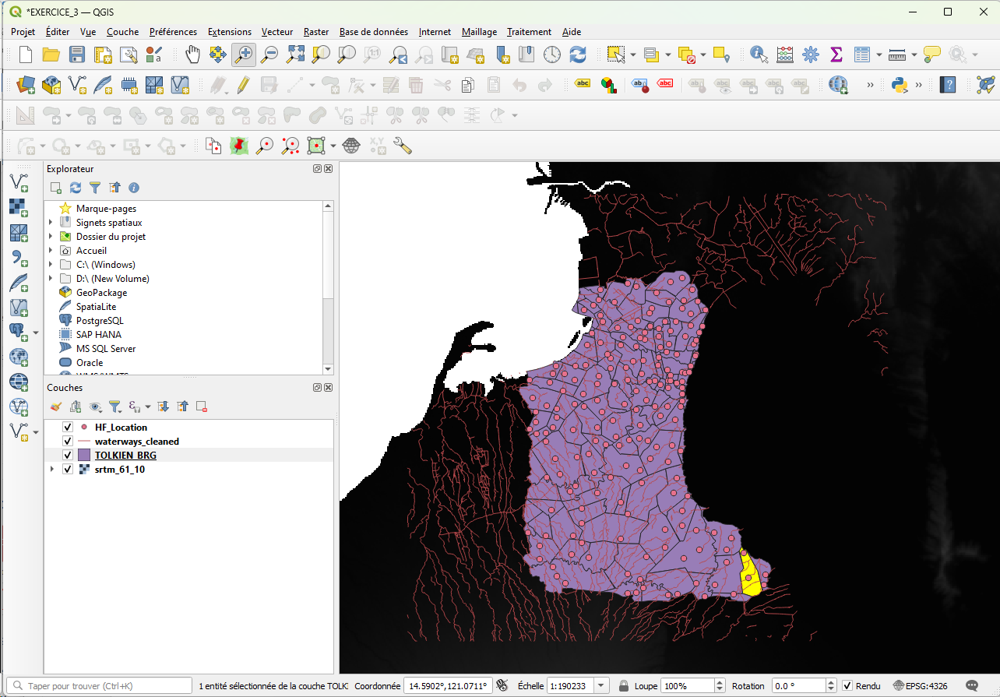 *EXERCICE_3 — QGIS
Projet Éditer Vue Couche Préférences Extensions Vecteur Raster Base de données Internet Maillage Traitement Aide
Explorateur
Marque-pages
Signets spatiaux
Dossier du projet
Accueil
C:\ (Windows)
D:\ (New Volume)
GeoPackage
SpatiaLite
PostgreSQL
SAP HANA
MS SQL Server
Oracle
Couches
HF_Location
waterways_cleaned
TOLKIEN_BRG
srtm_61_10
Taper pour trouver (Ctrl+K) 1 entité sélectionnée de la couche TOLKI Coordonnée 14.5902°,121.0711° Échelle 1:190233 Loupe 100% Rotation 0.0 ° Rendu EPSG:4326